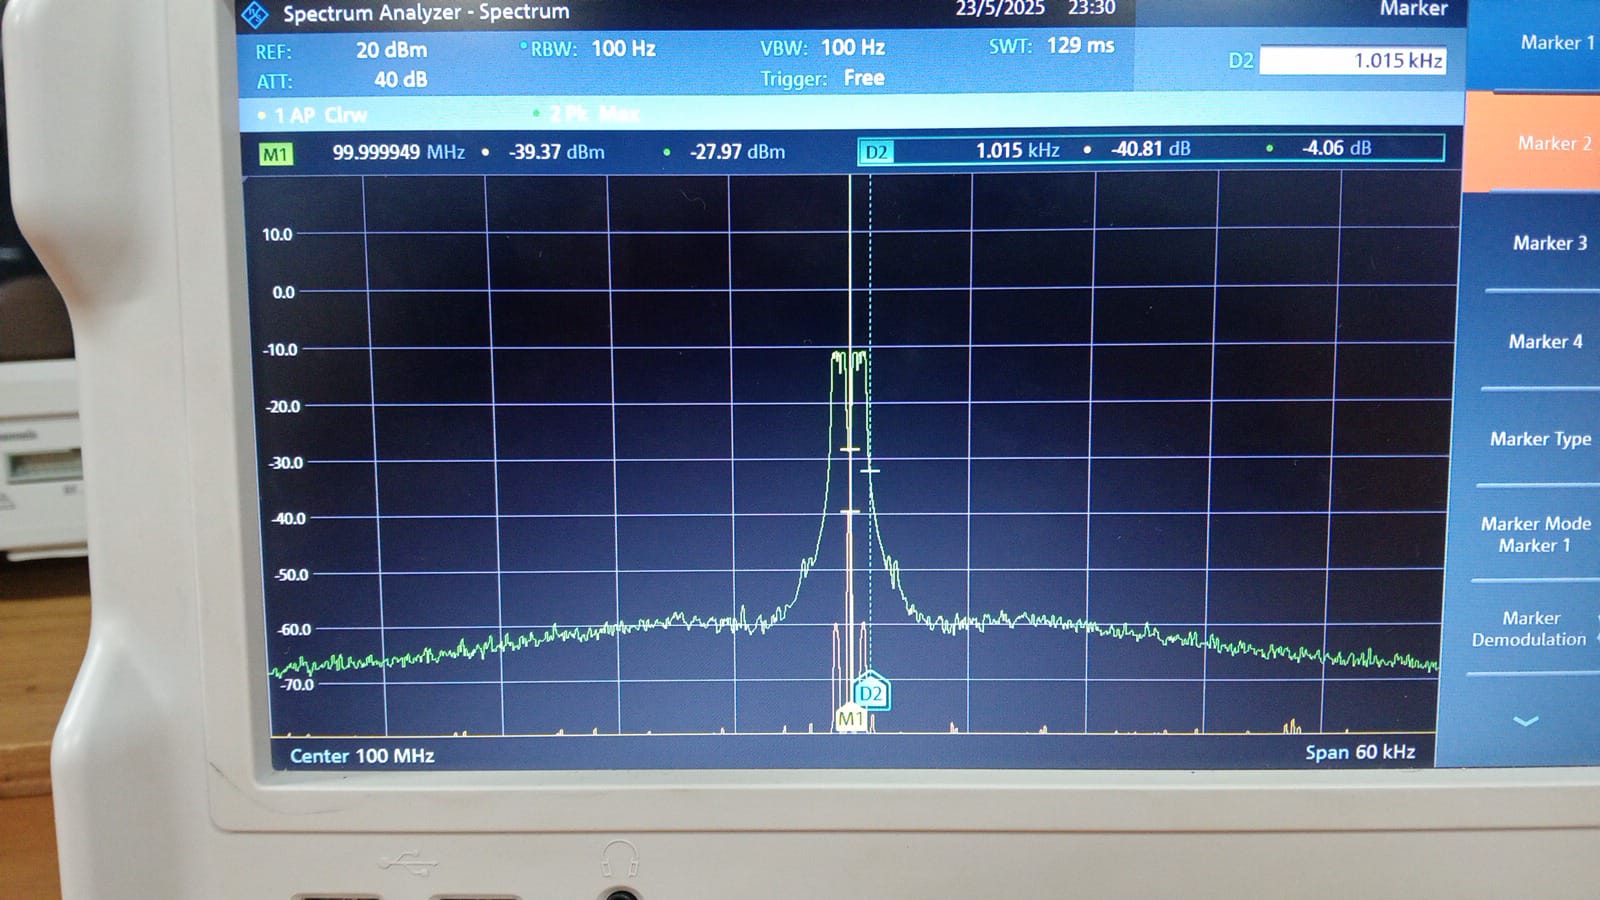 Spectrum Analyzer - Spectrum 23/5/2025 23:30 Marker
REF: 20 dBm RBW: 100 Hz VBW: 100 Hz SWT: 129 ms
ATT: 40 dB Trigger: Free
D2 1.015 kHz
1 AP Clrw 2 Pk Max
M1 99.999949 MHz -39.37 dBm -27.97 dBm D2 1.015 kHz -40.81 dB -4.06 dB
10.0
0.0
-10.0
-20.0
-30.0
-40.0
-50.0
-60.0
-70.0
D2
M1
Center 100 MHz Span 60 kHz
Marker 1
Marker 2
Marker 3
Marker 4
Marker Type
Marker Mode
Marker 1
Marker
Demodulation